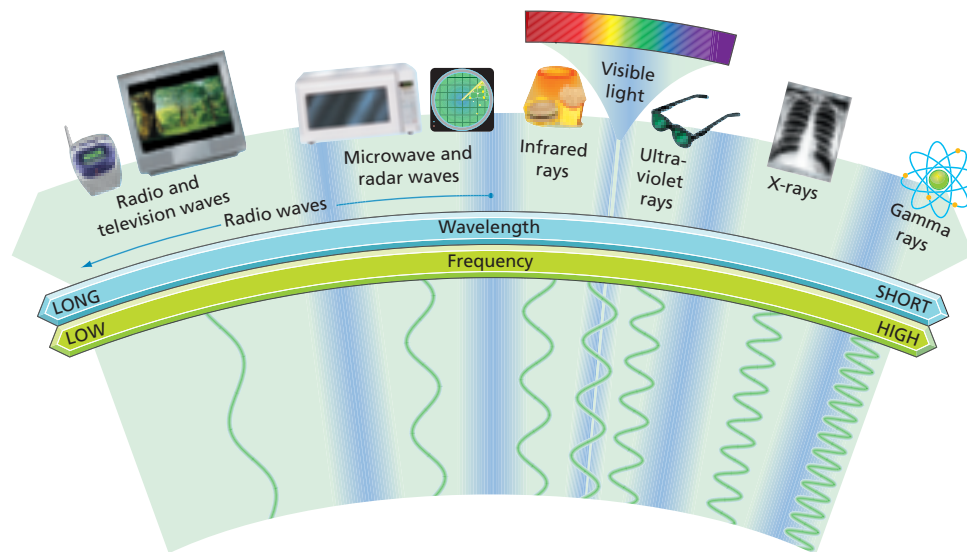 Visible
light
Radio and
television waves
Microwave and
radar waves
Infrared
rays
Ultra-
violet
rays
X-rays
Gamma
rays
Radio waves
Wavelength
LONG
SHORT
Frequency
LOW
HIGH